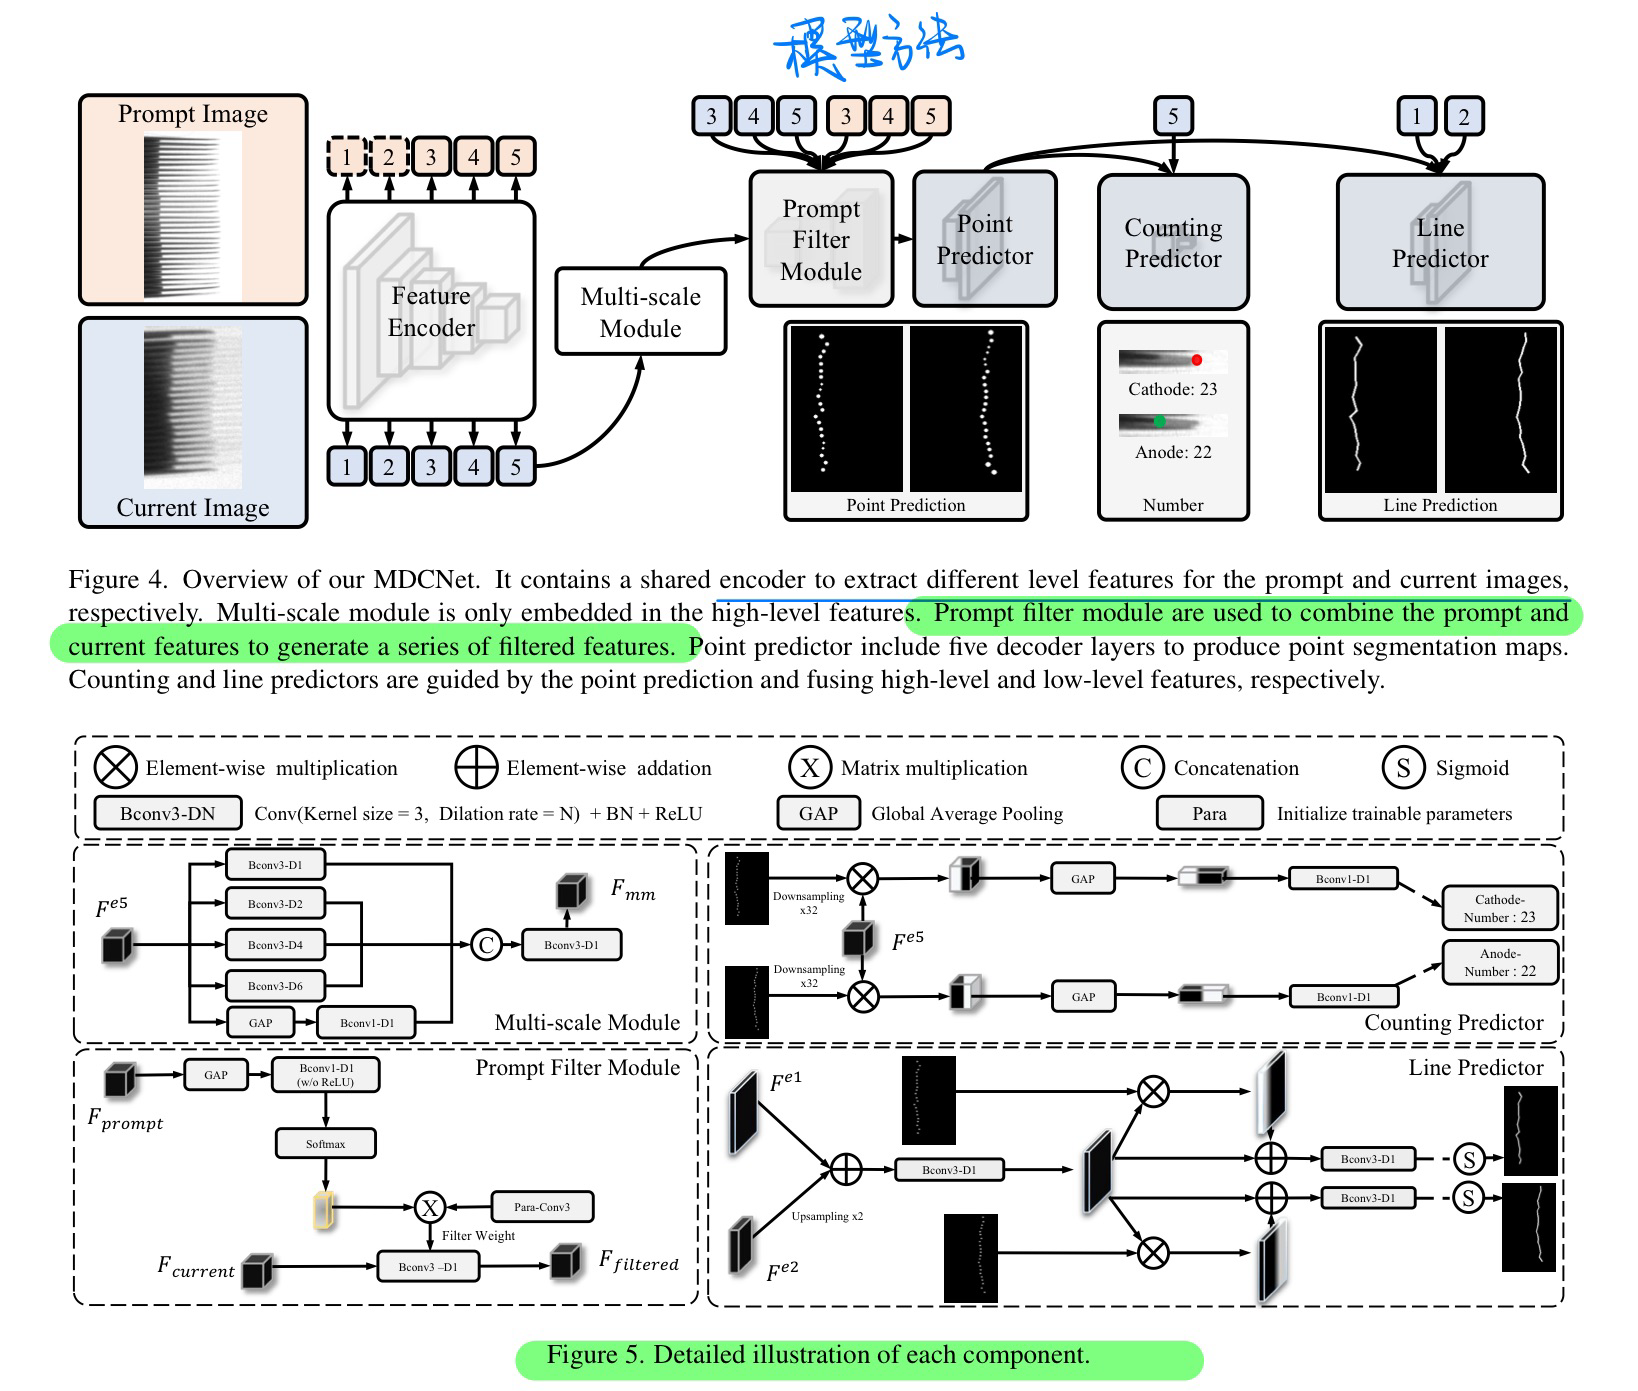 模型方法
Prompt Image
3 4 5 3 4 5
5
1 2
1 2 3 4 5
Feature
Encoder
1 2 3 4 5
Current Image
Multi-scale
Module
Prompt
Filter
Module
Point
Predictor
Counting
Predictor
Line
Predictor
Point Prediction
Cathode: 23
Anode: 22
Number
Line Prediction
Figure 4. Overview of our MDCNet. It contains a shared encoder to extract different level features for the prompt and current images,
respectively. Multi-scale module is only embedded in the high-level features. Prompt filter module are used to combine the prompt and
current features to generate a series of filtered features. Point predictor include five decoder layers to produce point segmentation maps.
Counting and line predictors are guided by the point prediction and fusing high-level and low-level features, respectively.
Element-wise multiplication
Element-wise addation
X Matrix multiplication
C Concatenation
S Sigmoid
Bconv3-DN Conv(Kernel size = 3, Dilation rate = N) + BN + ReLU
GAP Global Average Pooling
Para Initialize trainable parameters
F^e5
Bconv3-D1
Bconv3-D2
Bconv3-D4
Bconv3-D6
GAP Bconv1-D1
C
Bconv3-D1
F_mm
Multi-scale Module
Downsampling
x32
GAP
Bconv1-D1
Cathode-
Number : 23
F^e5
Downsampling
x32
GAP
Bconv1-D1
Anode-
Number : 22
Counting Predictor
Prompt Filter Module
F_prompt
GAP
Bconv1-D1
(w/o ReLU)
Softmax
X
Para-Conv3
Filter Weight
F_current
Bconv3 –D1
F_filtered
Line Predictor
F^e1
Bconv3-D1
Upsampling x2
F^e2
Bconv3-D1
S
Bconv3-D1
S
Figure 5. Detailed illustration of each component.